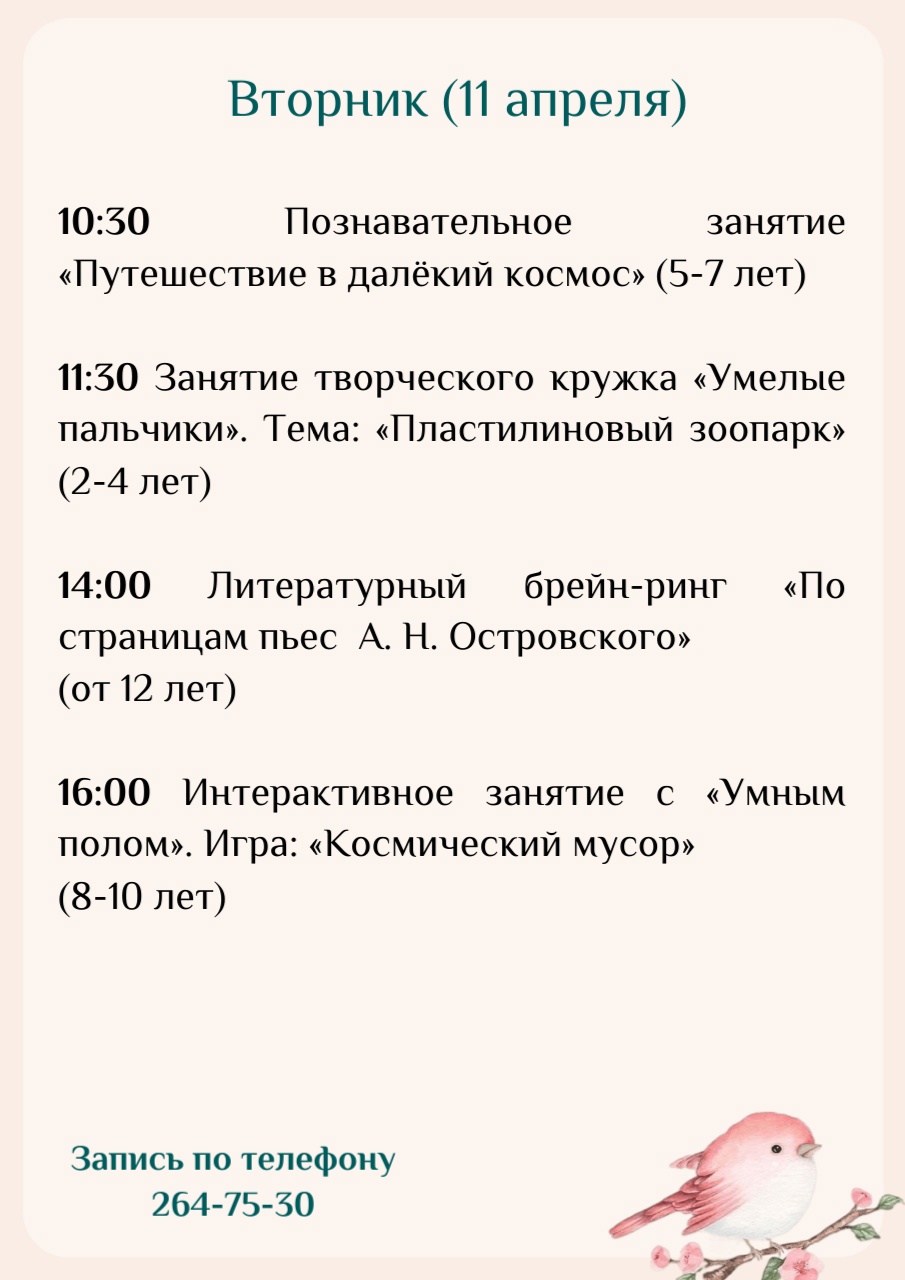 Вторник (11 апреля)
10:30 Познавательное занятие
«Путешествие в далёкий космос» (5-7 лет)
11:30 Занятие творческого кружка «Умелые
пальчики». Тема: «Пластилиновый зоопарк»
(2-4 лет)
14:00 Литературный брейн-ринг «По
страницам пьес А. Н. Островского»
(от 12 лет)
16:00 Интерактивное занятие с «Умным
полом». Игра: «Космический мусор»
(8-10 лет)
Запись по телефону
264-75-30